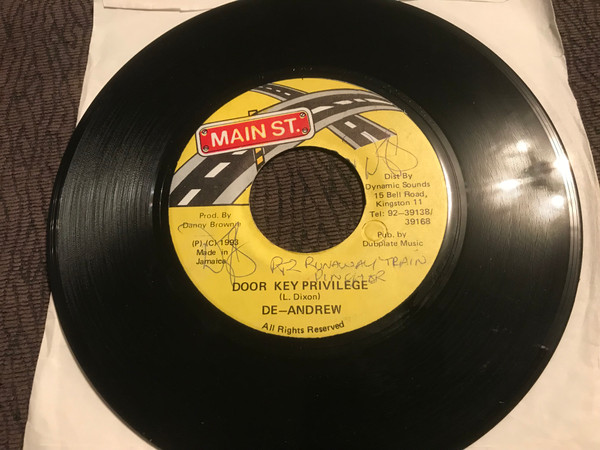 MAIN ST.
Dist By
Dynamic Sounds
15 Bell Road,
Kingston 11
Tel: 92-39138/
39168
Pub. by
Dubplate Music
Prod. By
Danny Browne
(P) (C) 1993
Made in
Jamaica
R-Z RUNAWAY TRAIN
DOOR KEY PRIVILEGE
(L. Dixon)
DE-ANDREW
All Rights Reserved